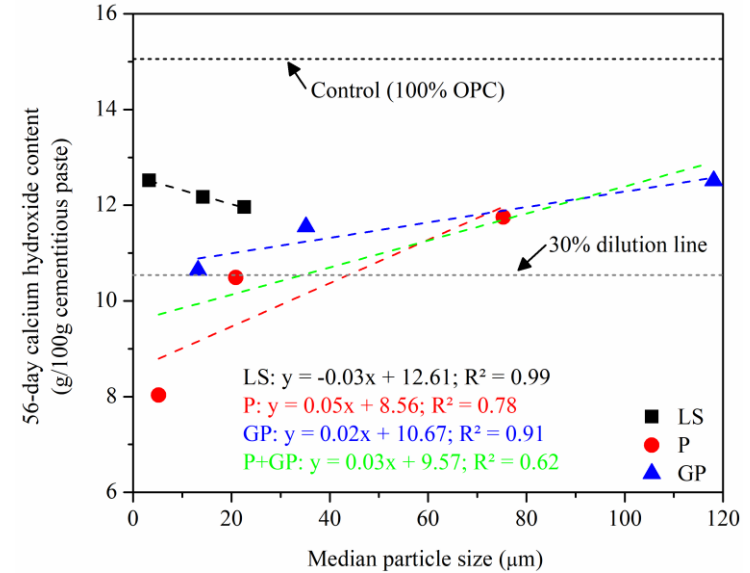 56-day calcium hydroxide content
(g/100g cementitious paste)
16
14
12
10
8
6
Control (100% OPC)
30% dilution line
LS: y = -0.03x + 12.61; R² = 0.99
P: y = 0.05x + 8.56; R² = 0.78
GP: y = 0.02x + 10.67; R² = 0.91
P+GP: y = 0.03x + 9.57; R² = 0.62
LS
P
GP
0 20 40 60 80 100 120
Median particle size (μm)